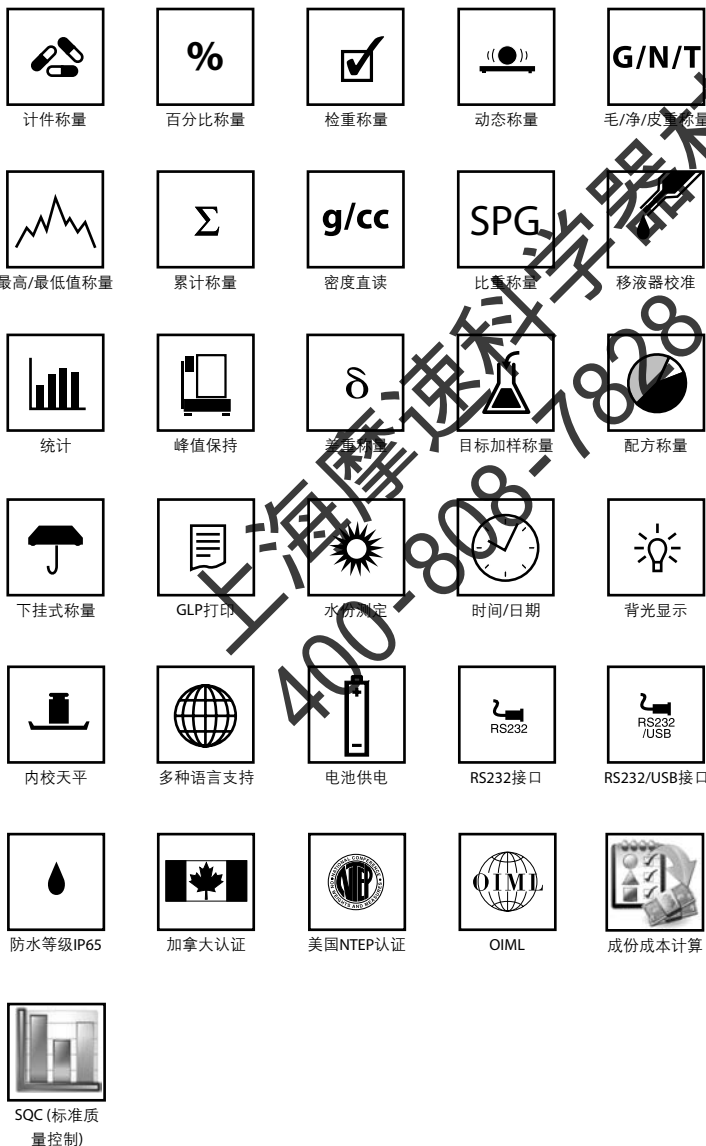 %
G/N/T
计件称量 百分比称量 检重称量 动态称量 毛/净/皮重称量
Σ
g/cc
SPG
最高/最低值称量 累计称量 密度直读 比重称量 移液器校准
δ
统计 峰值保持 差重称量 目标加样称量 配方称量
下挂式称量 GLP打印 水份测定 时间/日期 背光显示
RS232
RS232
/USB
内校天平 多种语言支持 电池供电 RS232接口 RS232/USB接口
NATIONAL CONFERENCE
NTEP
WEIGHTS AND MEASURES
OIML
防水等级IP65 加拿大认证 美国NTEP认证 OIML 成份成本计算
SQC (标准质
量控制)
上海摩速科学器材
400-808-7828